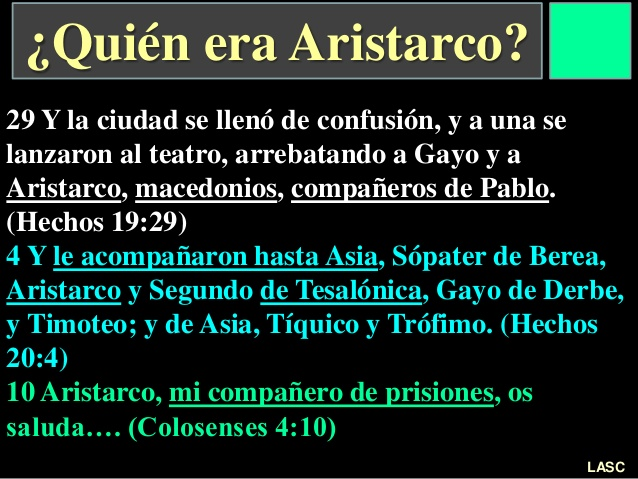 ¿Quién era Aristarco?
29 Y la ciudad se llenó de confusión, y a una se
lanzaron al teatro, arrebatando a Gayo y a
Aristarco, macedonios, compañeros de Pablo.
(Hechos 19:29)
4 Y le acompañaron hasta Asia, Sópater de Berea,
Aristarco y Segundo de Tesalónica, Gayo de Derbe,
y Timoteo; y de Asia, Tíquico y Trófimo. (Hechos
20:4)
10 Aristarco, mi compañero de prisiones, os
saluda…. (Colosenses 4:10)
LASC